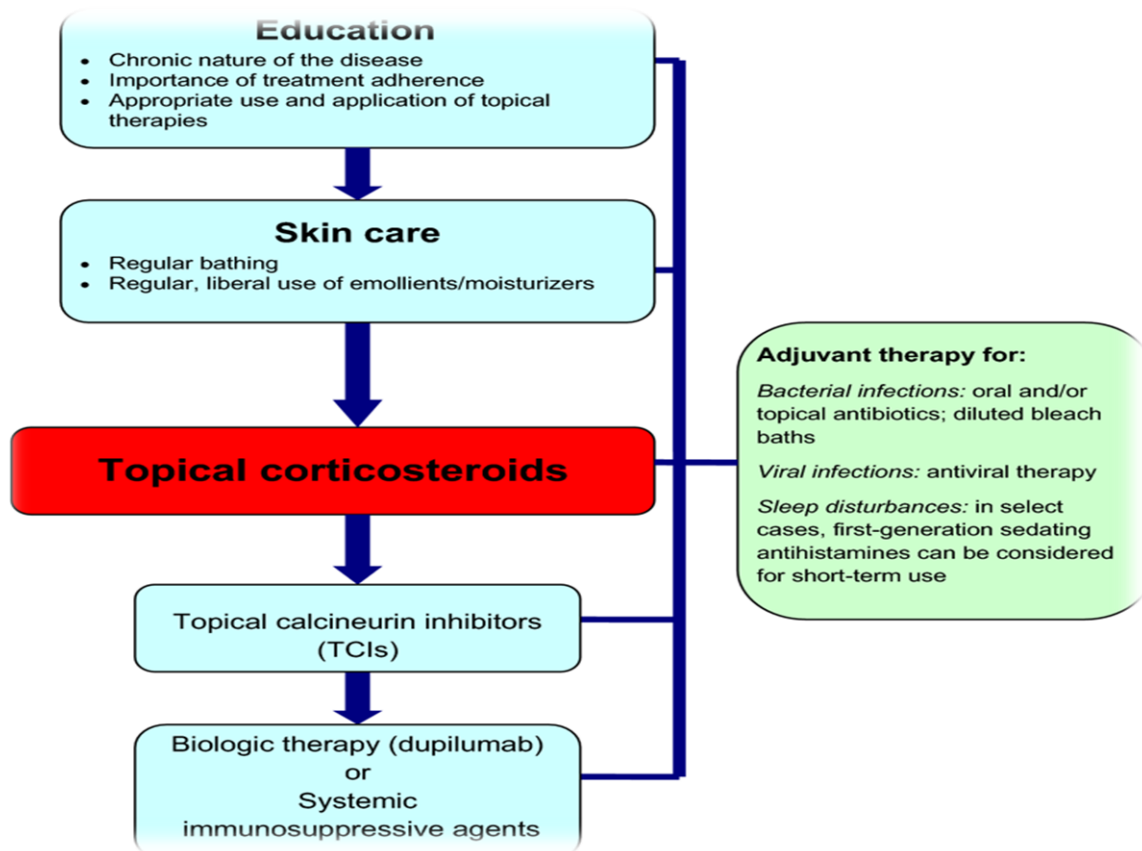 Education
• Chronic nature of the disease
• Importance of treatment adherence
• Appropriate use and application of topical
therapies
Skin care
• Regular bathing
• Regular, liberal use of emollients/moisturizers
Topical corticosteroids
Topical calcineurin inhibitors
(TCIs)
Biologic therapy (dupilumab)
or
Systemic
immunosuppressive agents
Adjuvant therapy for:
Bacterial infections: oral and/or
topical antibiotics; diluted bleach
baths
Viral infections: antiviral therapy
Sleep disturbances: in select
cases, first-generation sedating
antihistamines can be considered
for short-term use